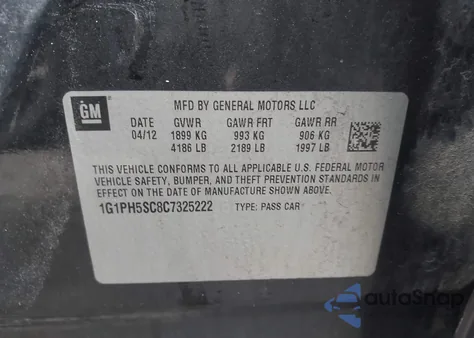 GM
MFD BY GENERAL MOTORS LLC
DATE GVWR GAWR FRT GAWR RR
04/12 1899 KG 993 KG 906 KG
4186 LB 2189 LB 1997 LB
THIS VEHICLE CONFORMS TO ALL APPLICABLE U.S. FEDERAL MOTOR
VEHICLE SAFETY, BUMPER, AND THEFT PREVENTION STANDARDS
IN EFFECT ON THE DATE OF MANUFACTURE SHOWN ABOVE.
1G1PH5SC8C7325222 TYPE: PASS CAR
autoSnap